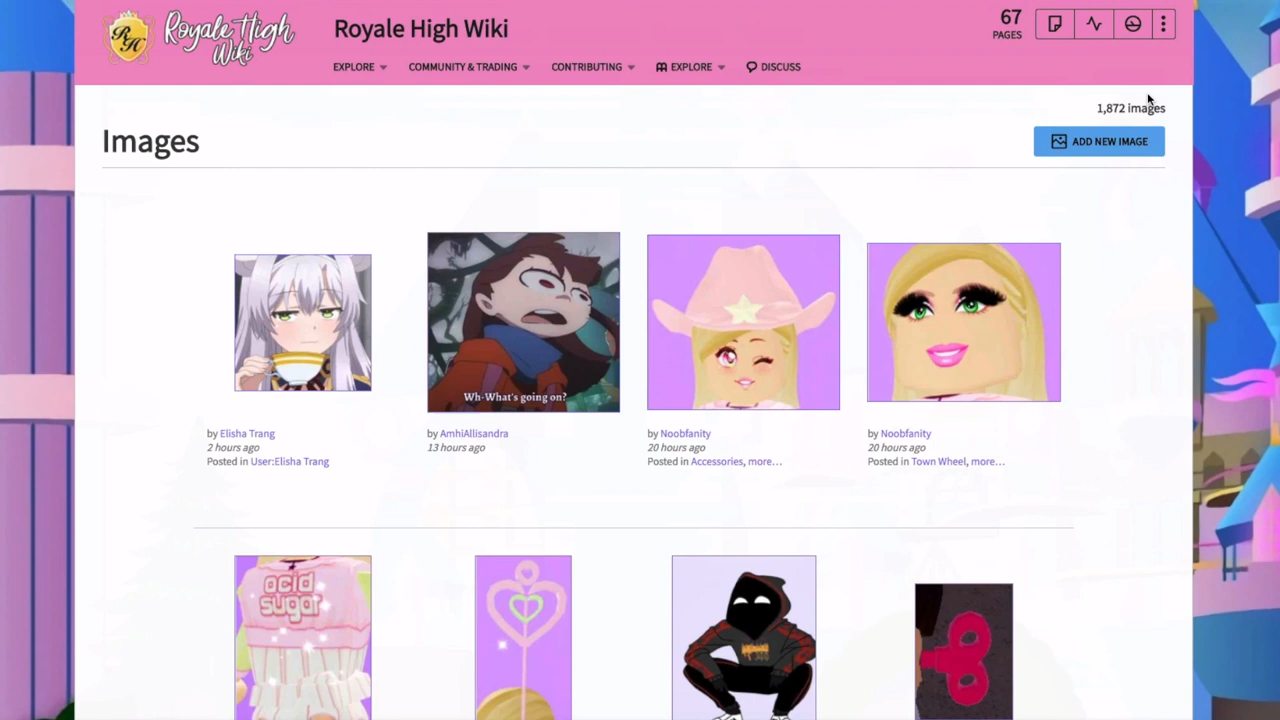 RH
Royale High
Wiki
Royale High Wiki
67
PAGES
EXPLORE
COMMUNITY & TRADING
CONTRIBUTING
EXPLORE
DISCUSS
1,872 images
Images
ADD NEW IMAGE
Wh-What's going on?
by Elisha Trang
2 hours ago
Posted in User:Elisha Trang
by AmhiAllisandra
13 hours ago
by Noobfanity
20 hours ago
Posted in Accessories, more...
by Noobfanity
20 hours ago
Posted in Town Wheel, more...
acid
sugar